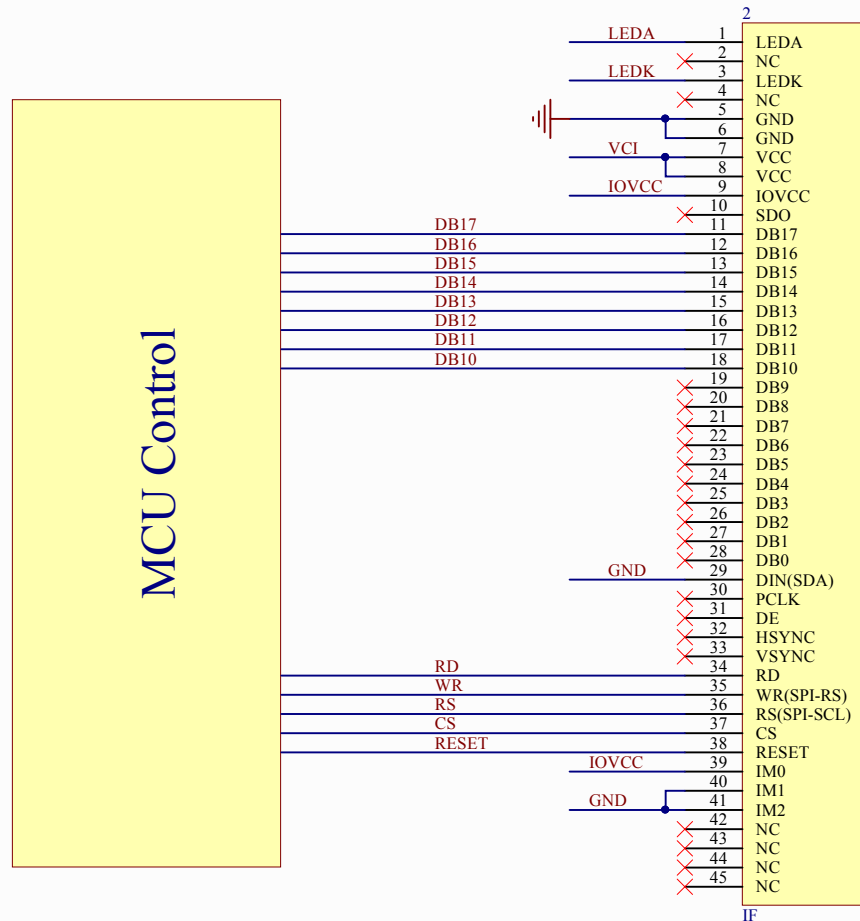 2
LEDA 1 LEDA
2 NC
LEDK 3 LEDK
4 NC
5 GND
6 GND
VCI 7 VCC
8 VCC
IOVCC 9 IOVCC
10 SDO
DB17 11 DB17
DB16 12 DB16
DB15 13 DB15
DB14 14 DB14
DB13 15 DB13
DB12 16 DB12
DB11 17 DB11
DB10 18 DB10
19 DB9
20 DB8
21 DB7
22 DB6
23 DB5
24 DB4
25 DB3
26 DB2
27 DB1
28 DB0
GND 29 DIN(SDA)
30 PCLK
31 DE
32 HSYNC
33 VSYNC
RD 34 RD
WR 35 WR(SPI-RS)
RS 36 RS(SPI-SCL)
CS 37 CS
RESET 38 RESET
IOVCC 39 IM0
40 IM1
GND 41 IM2
42 NC
43 NC
44 NC
45 NC
IF
MCU Control